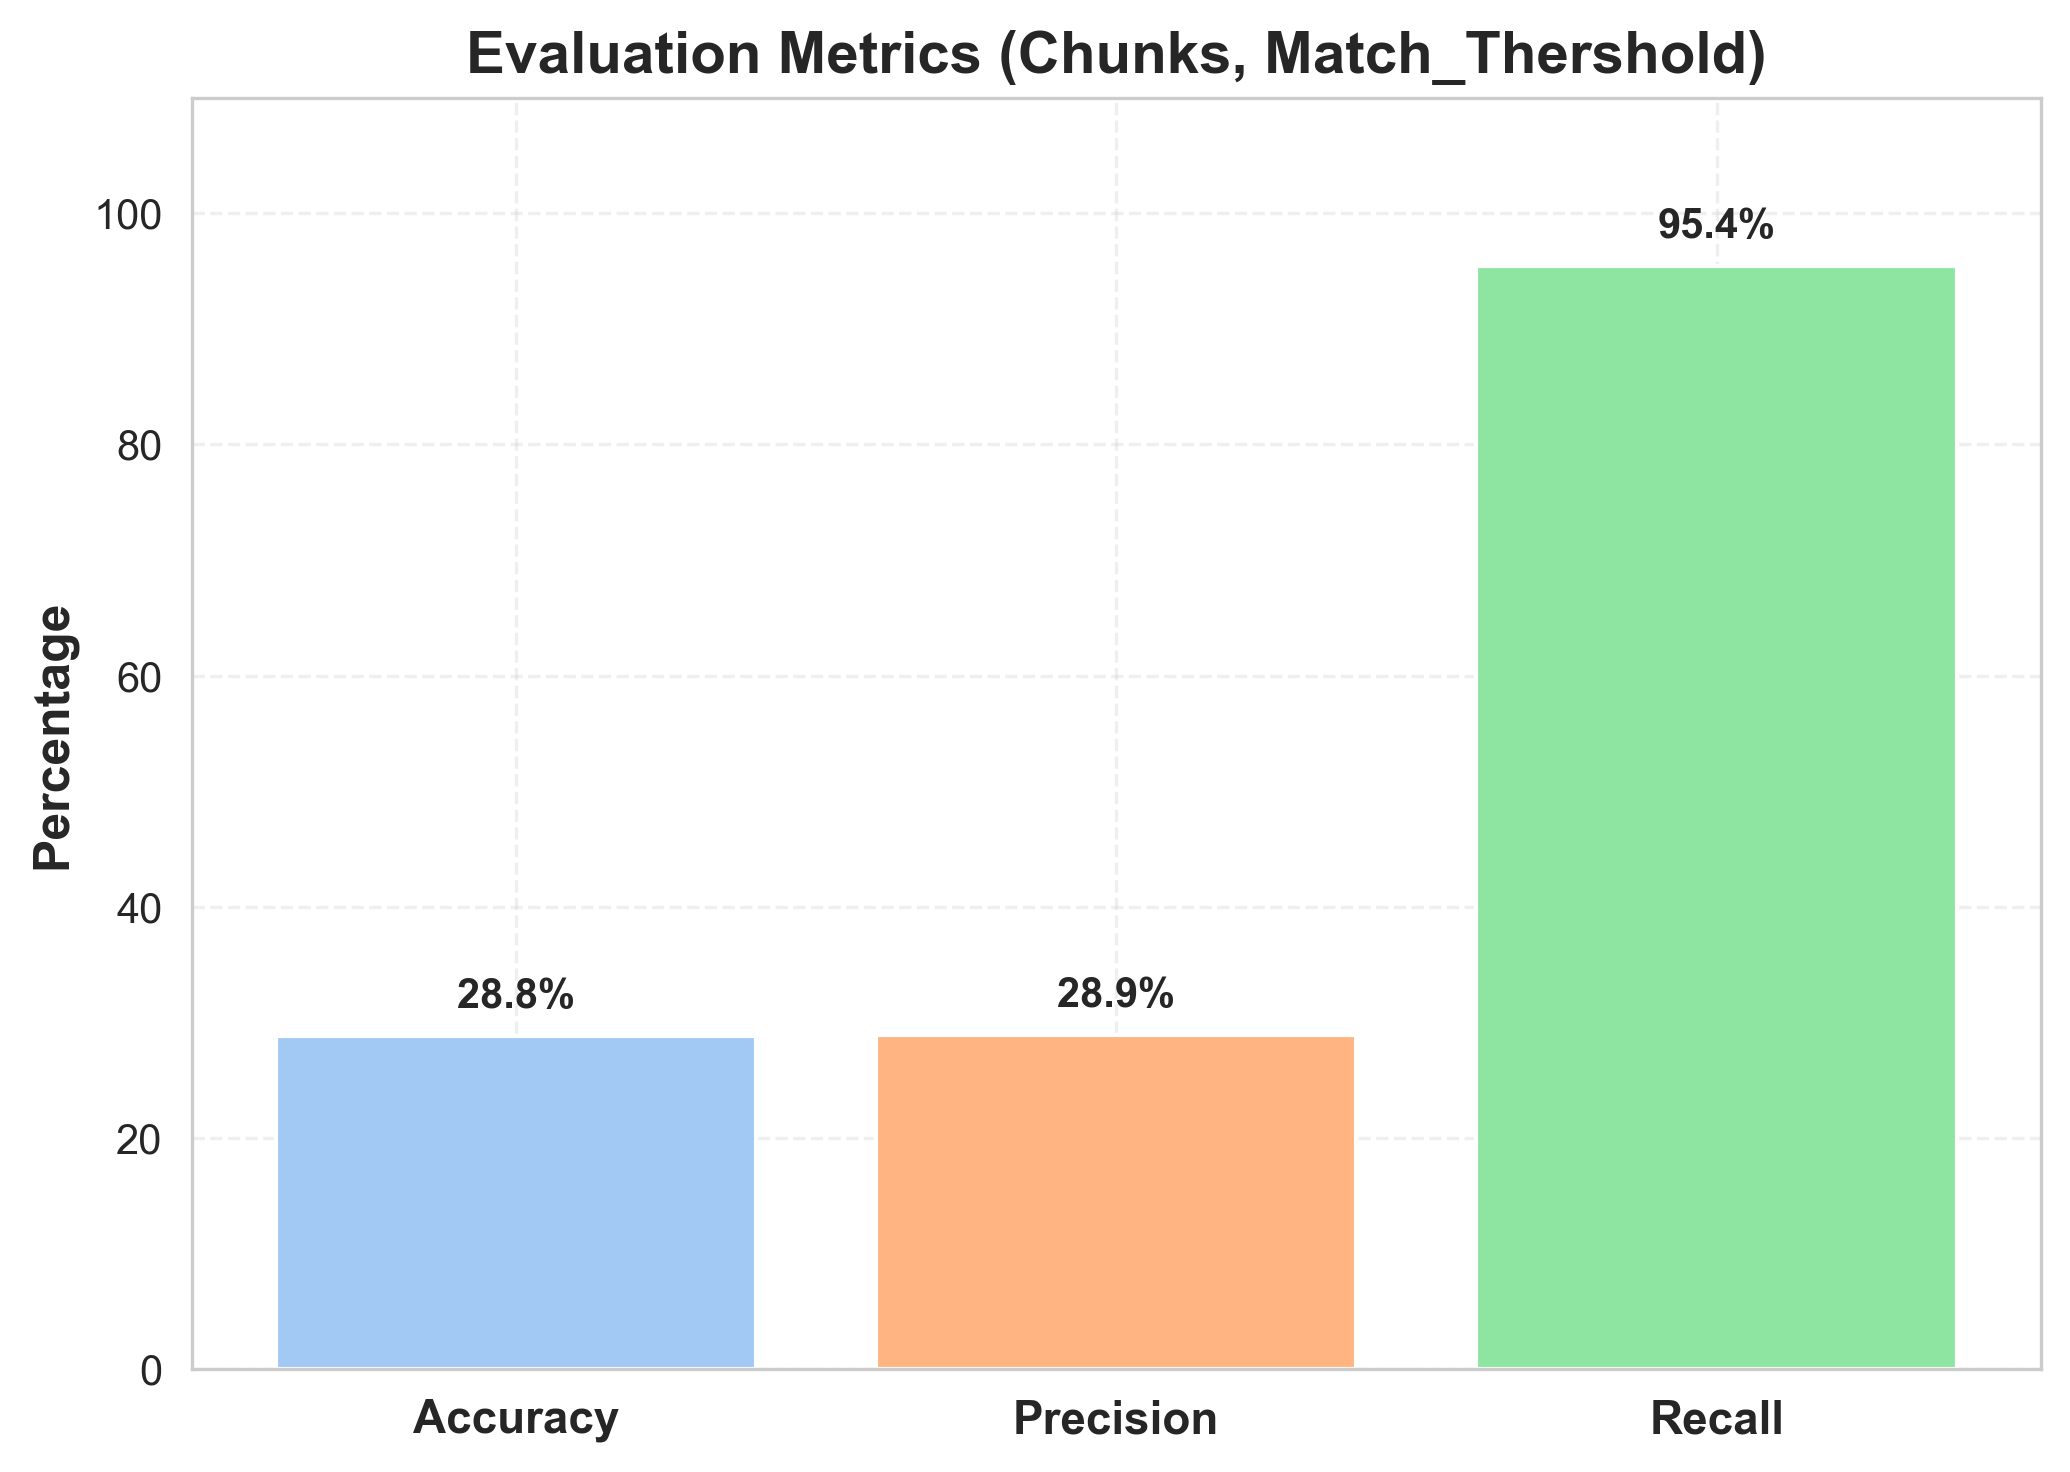 Evaluation Metrics (Chunks, Match_Thershold)
Percentage
100
80
60
40
20
0
28.8%
28.9%
95.4%
Accuracy
Precision
Recall